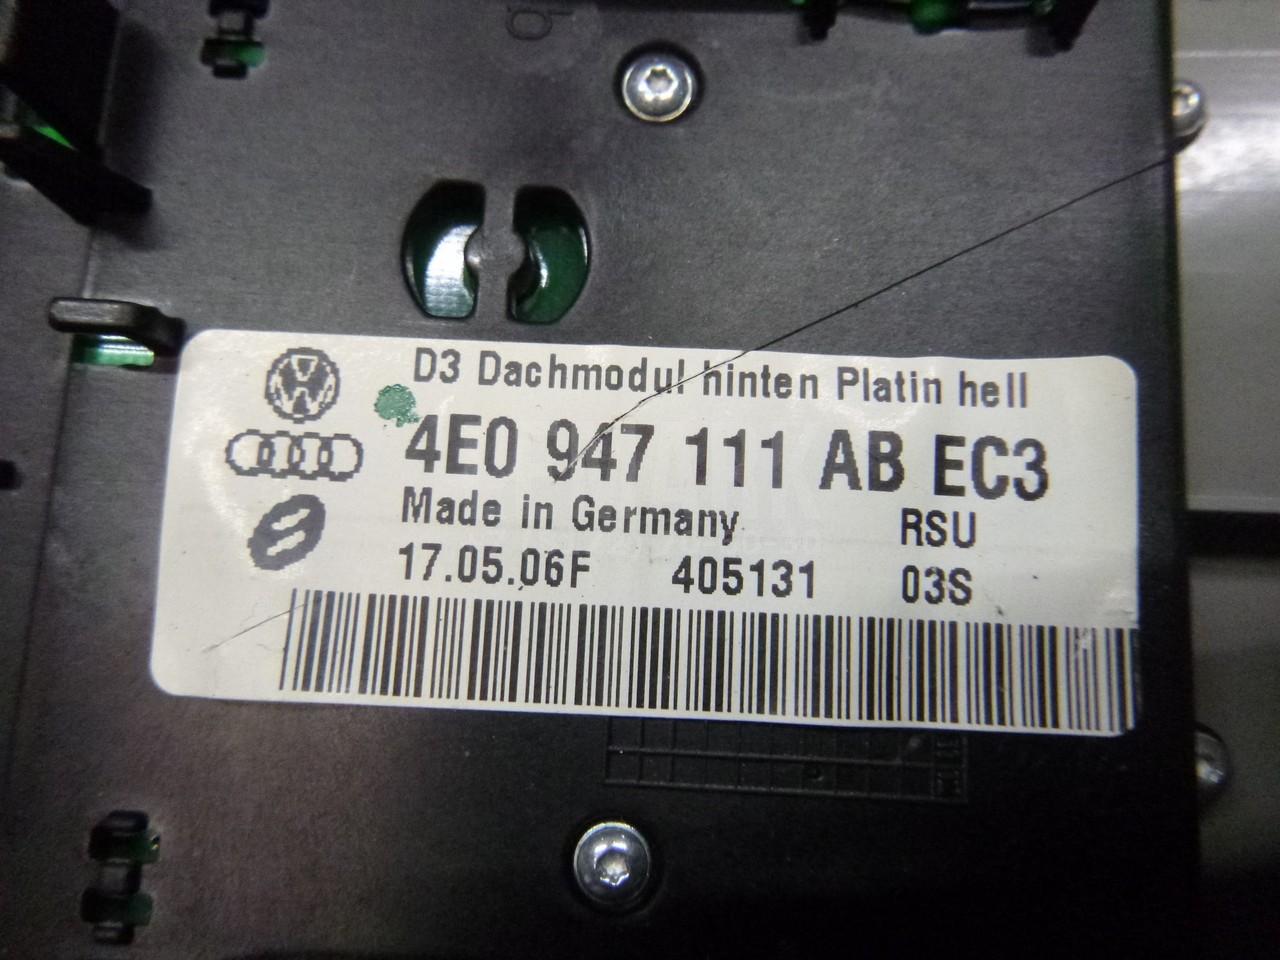 D3 Dachmodul hinten Platin hell
4E0 947 111 AB EC3
Made in Germany RSU
17.05.06F 405131 03S